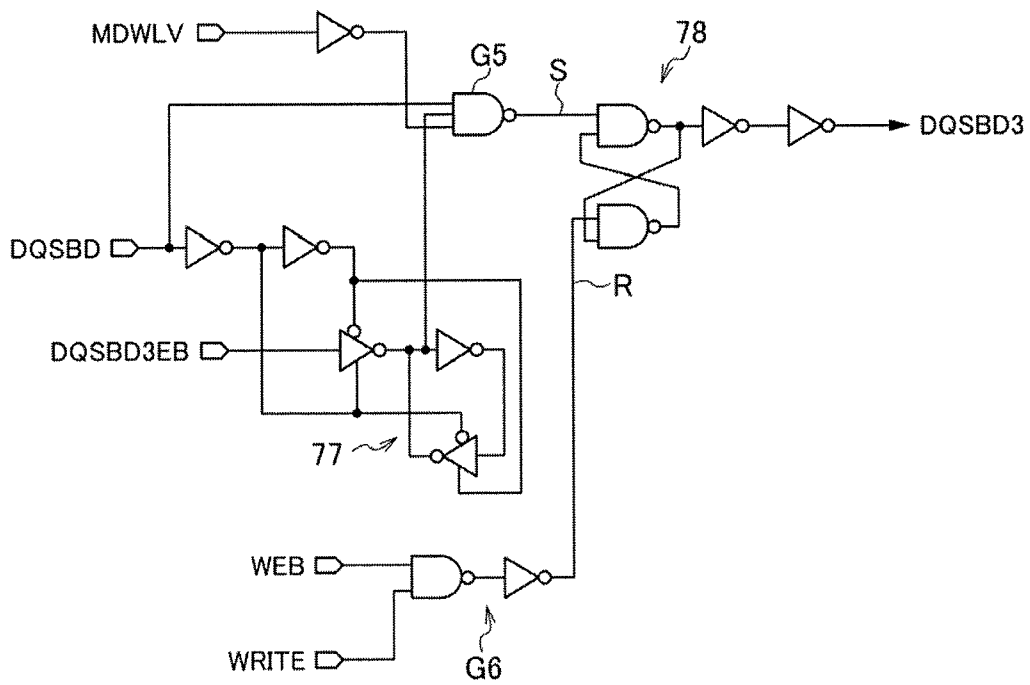 MDWLV
G5
S
78
DQSBD3
DQSBD
R
DQSBD3EB
77
WEB
WRITE
G6